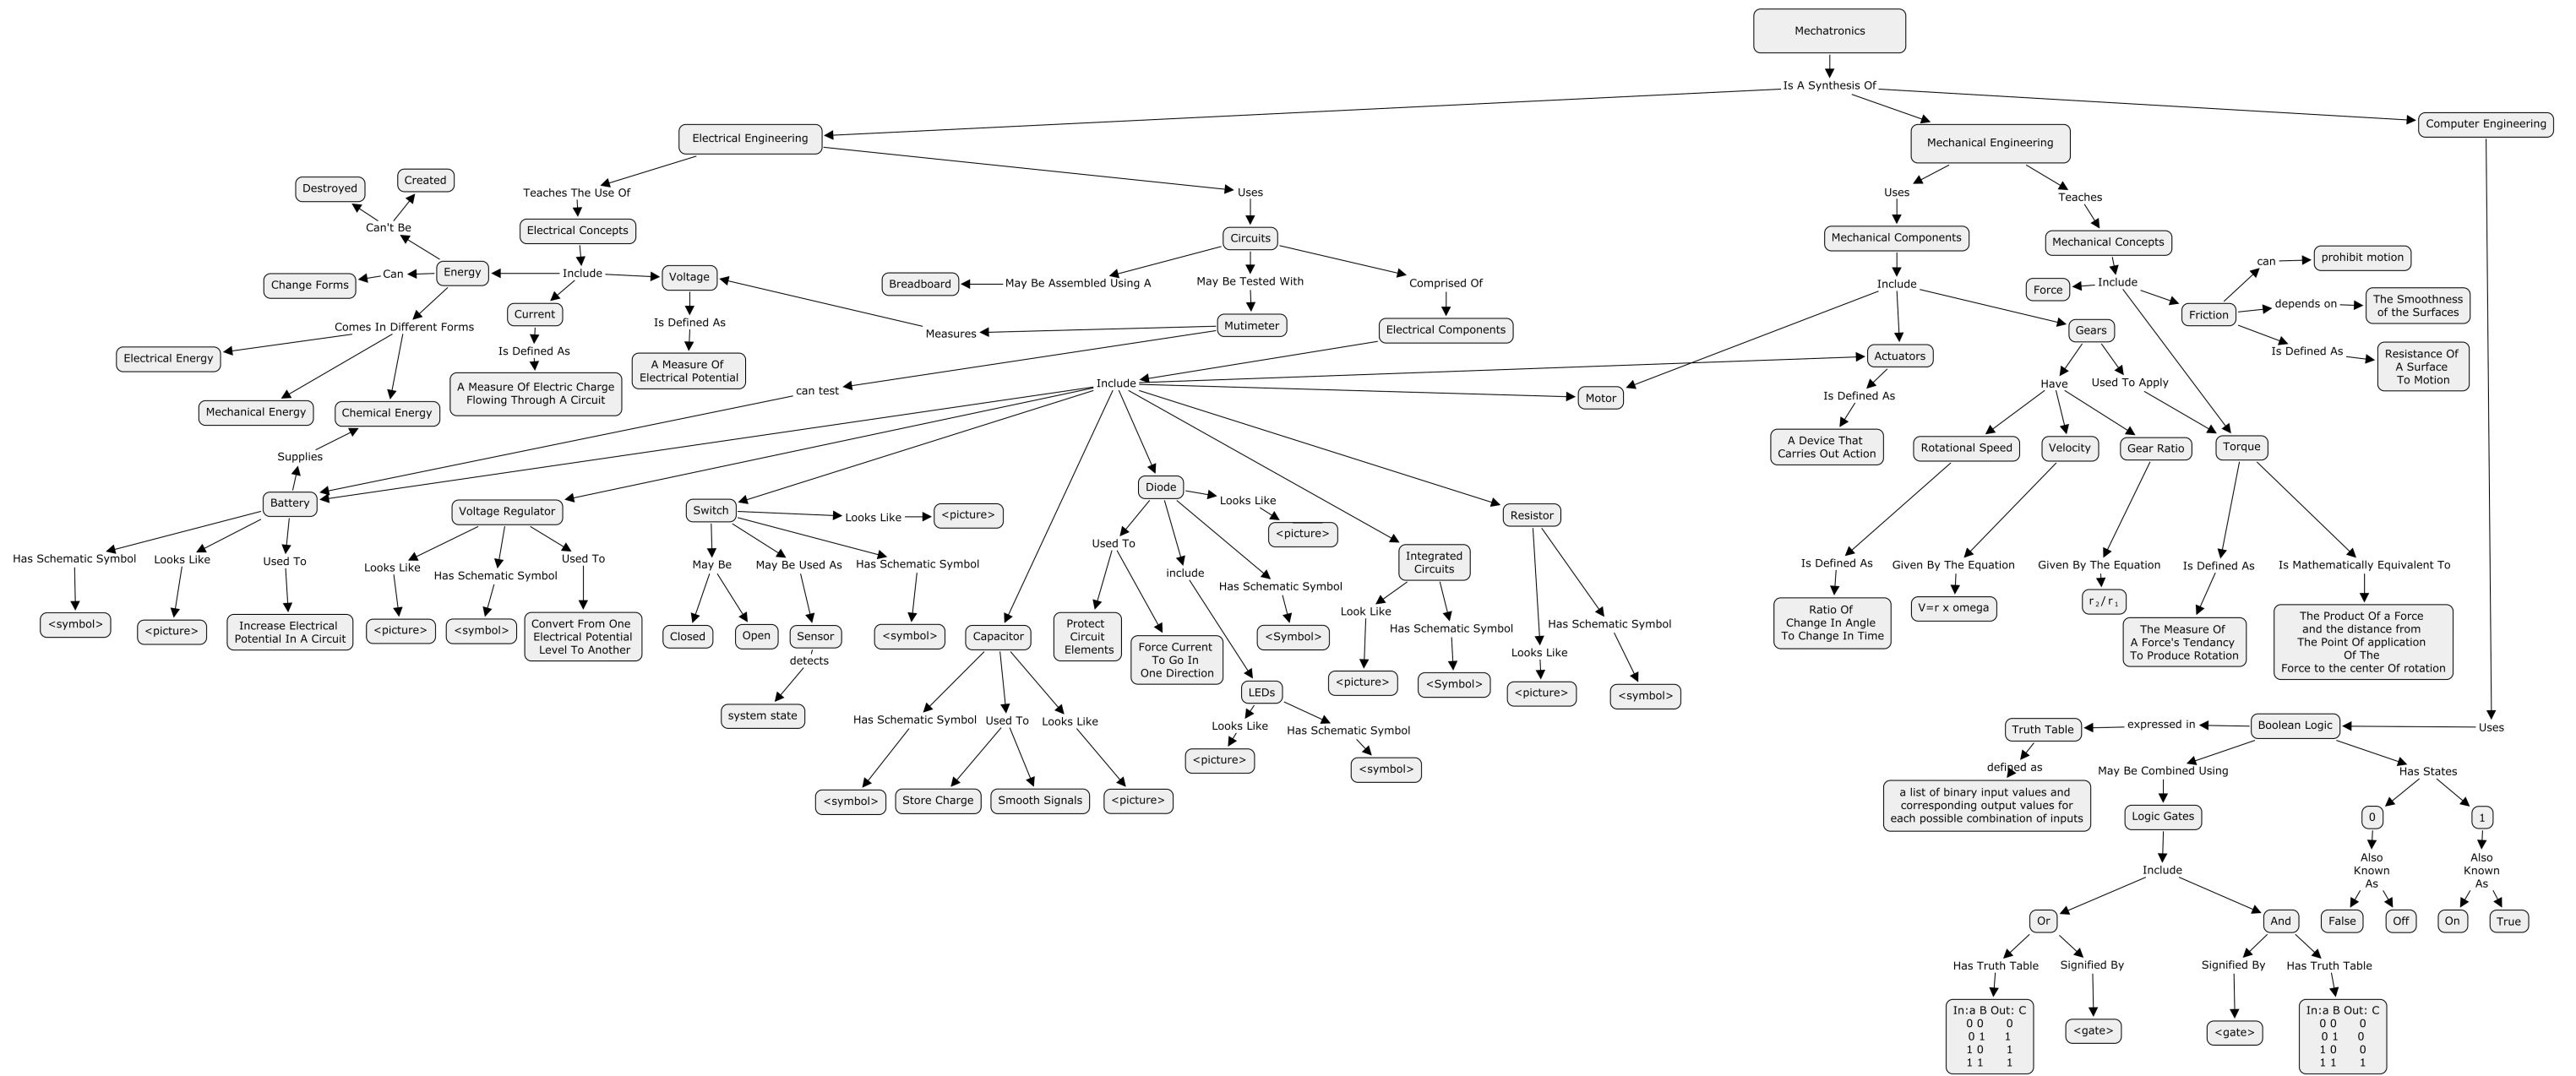 Mechatronics
Is A Synthesis Of
Electrical Engineering
Mechanical Engineering
Computer Engineering
Teaches The Use Of
Electrical Concepts
Include
Energy
Can't Be
Destroyed
Created
Can
Change Forms
Comes In Different Forms
Electrical Energy
Mechanical Energy
Chemical Energy
Current
Is Defined As
A Measure Of Electric Charge
Flowing Through A Circuit
Voltage
Is Defined As
A Measure Of
Electrical Potential
Uses
Circuits
May Be Assembled Using A
Breadboard
May Be Tested With
Mutimeter
Measures
can test
Comprised Of
Electrical Components
Include
Supplies
Battery
Has Schematic Symbol
<symbol>
Looks Like
<picture>
Used To
Increase Electrical
Potential In A Circuit
Voltage Regulator
Looks Like
<picture>
Has Schematic Symbol
<symbol>
Used To
Convert From One
Electrical Potential
Level To Another
Switch
Looks Like
<picture>
May Be
Closed
Open
May Be Used As
Sensor
detects
system state
Has Schematic Symbol
<symbol>
Capacitor
Has Schematic Symbol
<symbol>
Used To
Store Charge
Smooth Signals
Looks Like
<picture>
Diode
Looks Like
<picture>
Used To
Protect
Circuit
Elements
Force Current
To Go In
One Direction
include
LEDs
Looks Like
<picture>
Has Schematic Symbol
<symbol>
Has Schematic Symbol
<Symbol>
Integrated
Circuits
Look Like
<picture>
Has Schematic Symbol
<Symbol>
Resistor
Looks Like
<picture>
Has Schematic Symbol
<symbol>
Uses
Mechanical Components
Include
Motor
Actuators
Is Defined As
A Device That
Carries Out Action
Gears
Have
Used To Apply
Rotational Speed
Is Defined As
Ratio Of
Change In Angle
To Change In Time
Velocity
Given By The Equation
V=r x omega
Gear Ratio
Given By The Equation
r₂/r₁
Teaches
Mechanical Concepts
Include
Force
Friction
can
prohibit motion
depends on
The Smoothness
of the Surfaces
Is Defined As
Resistance Of
A Surface
To Motion
Torque
Is Defined As
The Measure Of
A Force's Tendancy
To Produce Rotation
Is Mathematically Equivalent To
The Product Of a Force
and the distance from
The Point Of application
Of The
Force to the center Of rotation
Uses
Boolean Logic
expressed in
Truth Table
defined as
a list of binary input values and
corresponding output values for
each possible combination of inputs
May Be Combined Using
Logic Gates
Include
Or
Has Truth Table
In:a B Out: C
0 0 0
0 1 1
1 0 1
1 1 1
Signified By
<gate>
And
Signified By
<gate>
Has Truth Table
In:a B Out: C
0 0 0
0 1 0
1 0 0
1 1 1
Has States
0
Also
Known
As
False
Off
1
Also
Known
As
On
True